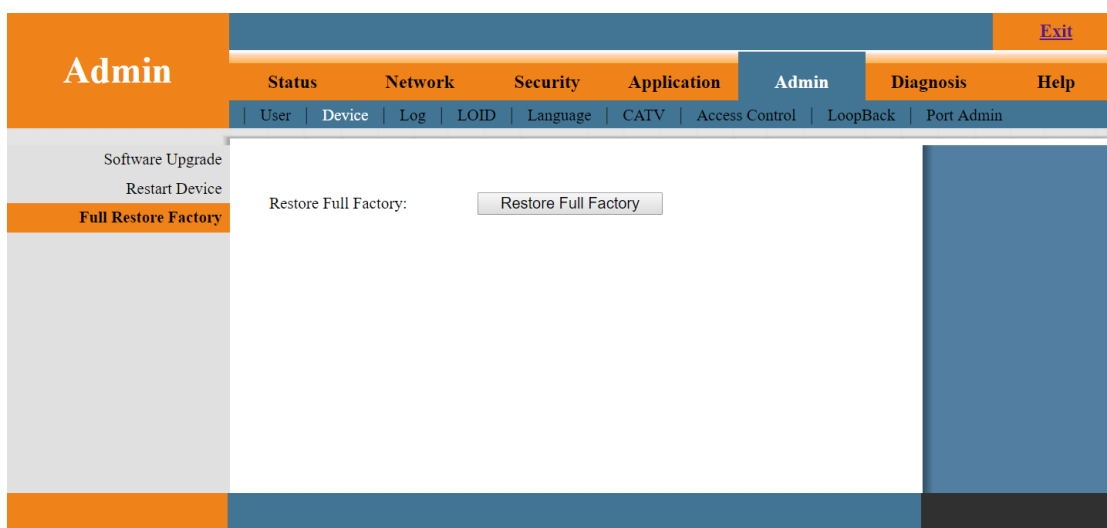 Exit
Admin
Status Network Security Application Admin Diagnosis Help
| User | Device | Log | LOID | Language | CATV | Access Control | LoopBack | Port Admin
Software Upgrade
Restart Device
Full Restore Factory
Restore Full Factory: Restore Full Factory